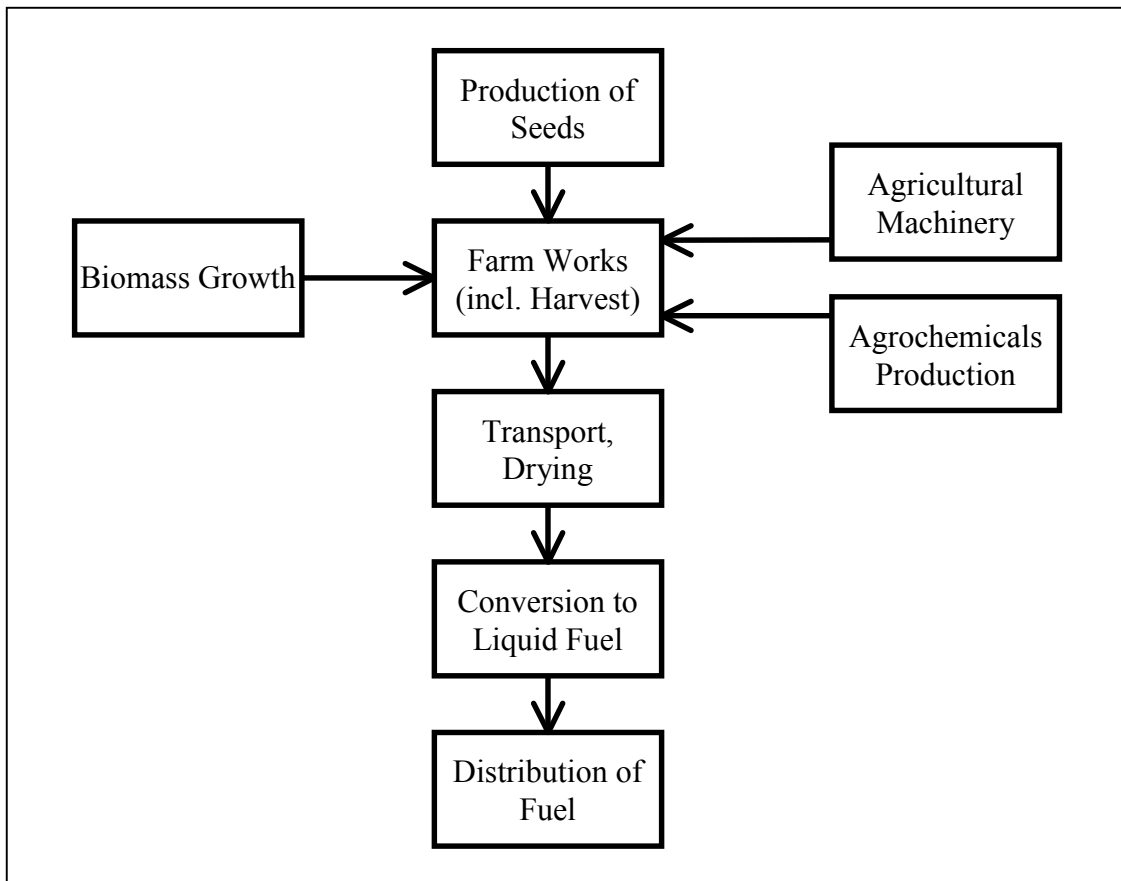 Production of
Seeds
Agricultural
Machinery
Biomass Growth
Farm Works
(incl. Harvest)
Agrochemicals
Production
Transport,
Drying
Conversion to
Liquid Fuel
Distribution of
Fuel